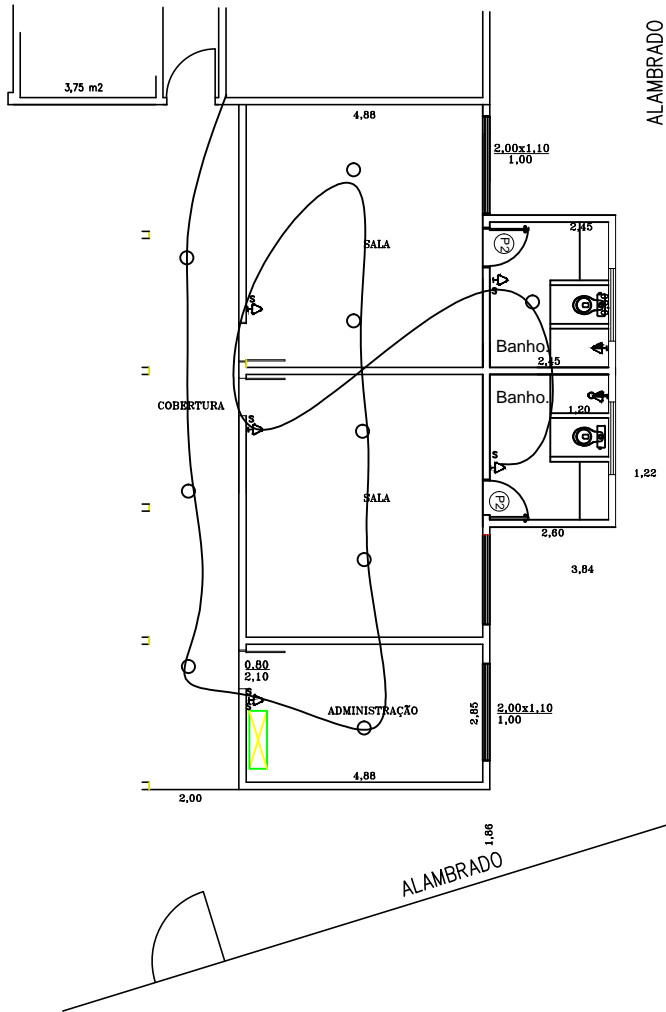 ALAMBRADO
3,75 m2
4,88
2,00x1,10
1,00
2,45
P2
SALA
S
S
Banho.
2,45
COBERTURA
Banho.
1,20
S
S
1,22
SALA
P2
2,60
3,84
0,80
2,10
S
S
ADMINISTRAÇÃO
2,85
2,00x1,10
1,00
4,88
2,00
1,86
ALAMBRADO